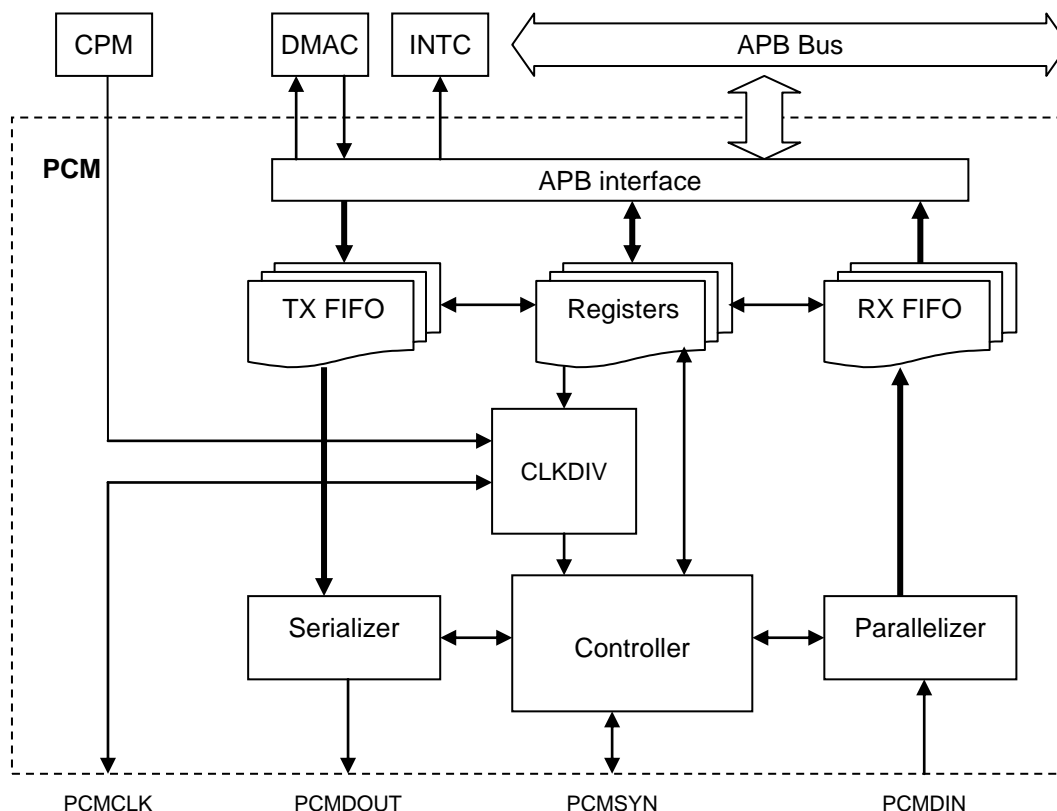 CPM
DMAC
INTC
APB Bus
PCM
APB interface
TX FIFO
Registers
RX FIFO
CLKDIV
Serializer
Controller
Parallelizer
PCMCLK
PCMDOUT
PCMSYN
PCMDIN